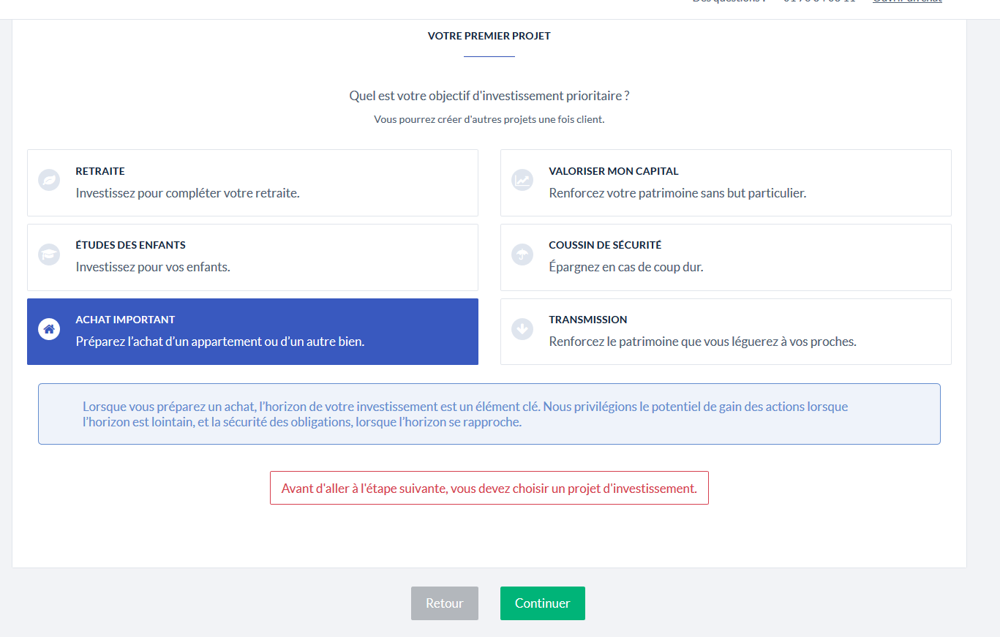 VOTRE PREMIER PROJET
Quel est votre objectif d'investissement prioritaire ?
Vous pourrez créer d'autres projets une fois client.
RETRAITE
Investissez pour compléter votre retraite.
VALORISER MON CAPITAL
Renforcez votre patrimoine sans but particulier.
ÉTUDES DES ENFANTS
Investissez pour vos enfants.
COUSSIN DE SÉCURITÉ
Épargnez en cas de coup dur.
ACHAT IMPORTANT
Préparez l’achat d’un appartement ou d’un autre bien.
TRANSMISSION
Renforcez le patrimoine que vous léguerez à vos proches.
Lorsque vous préparez un achat, l’horizon de votre investissement est un élément clé. Nous privilégions le potentiel de gain des actions lorsque
l’horizon est lointain, et la sécurité des obligations, lorsque l’horizon se rapproche.
Avant d'aller à l'étape suivante, vous devez choisir un projet d'investissement.
Retour
Continuer